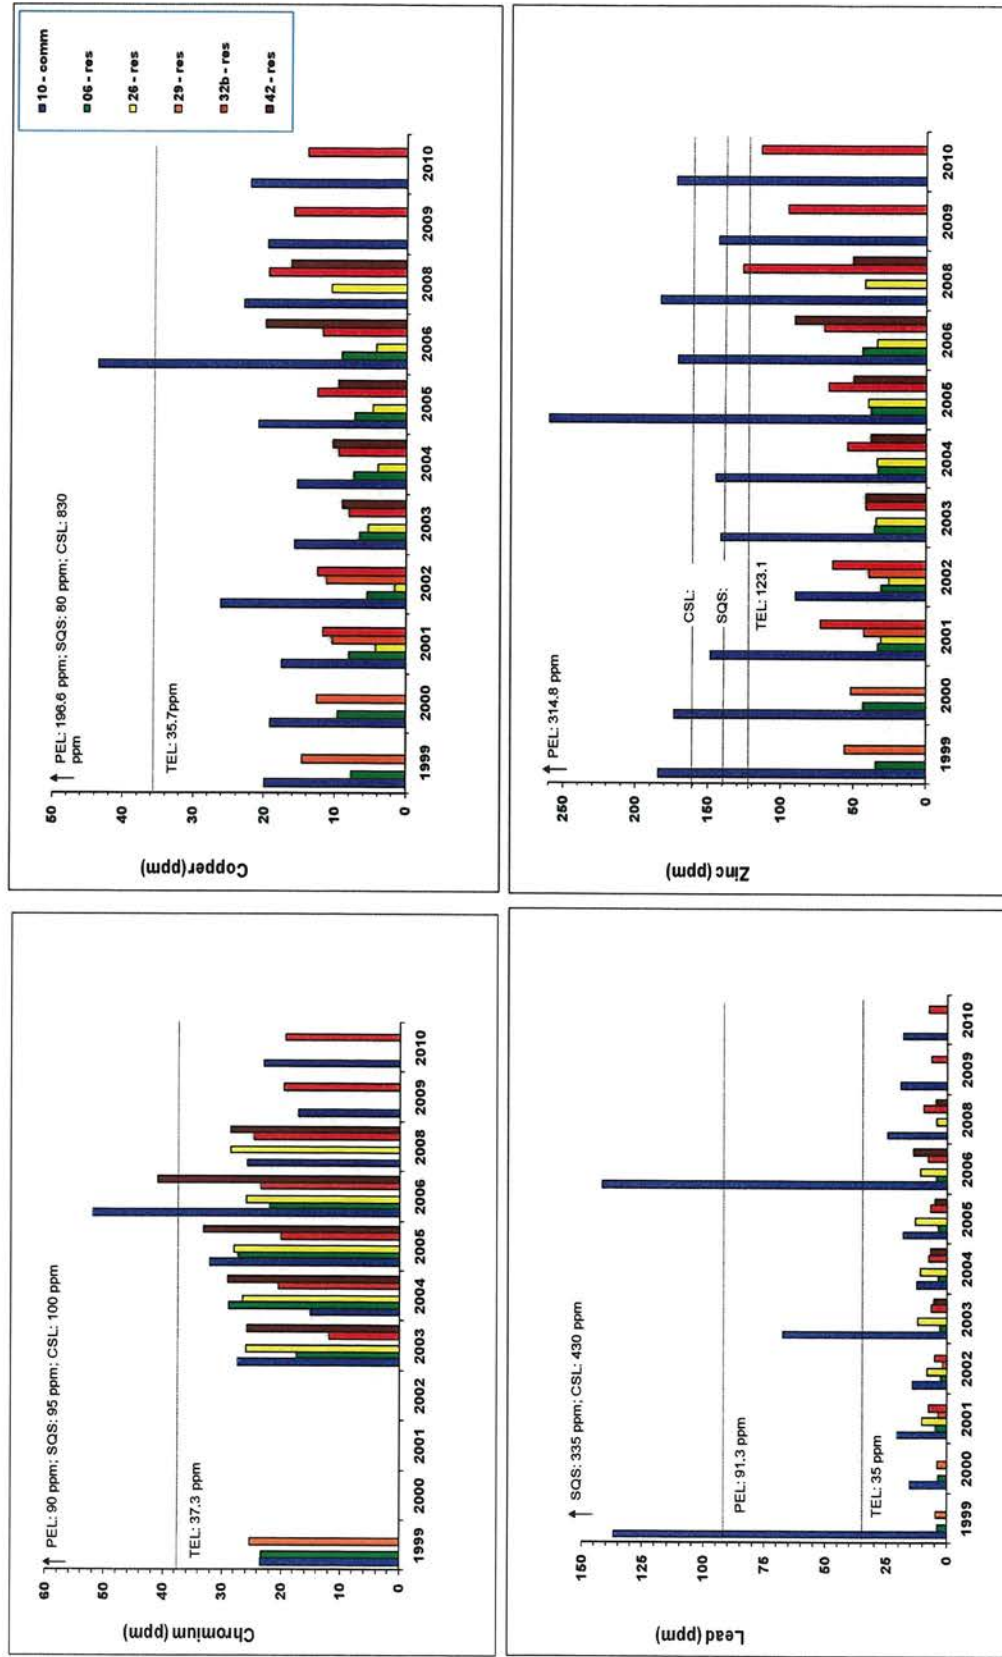 PEL: 90 ppm; SQS: 95 ppm; CSL: 100 ppm
TEL: 37.3 ppm
Chromium (ppm)
60
50
40
30
20
10
0
1999 2000 2001 2002 2003 2004 2005 2006 2008 2009 2010
PEL: 196.6 ppm; SQS: 80 ppm; CSL: 830
ppm
TEL: 35.7ppm
Copper(ppm)
50
40
30
20
10
0
1999 2000 2001 2002 2003 2004 2005 2006 2008 2009 2010
10 - comm
06 - res
26 - res
29 - res
32b - res
42 - res
SQS: 335 ppm; CSL: 430 ppm
PEL: 91.3 ppm
TEL: 35 ppm
Lead (ppm)
150
125
100
75
50
25
0
1999 2000 2001 2002 2003 2004 2005 2006 2008 2009 2010
PEL: 314.8 ppm
CSL:
SQS:
TEL: 123.1
Zinc (ppm)
250
200
150
100
50
0
1999 2000 2001 2002 2003 2004 2005 2006 2008 2009 2010